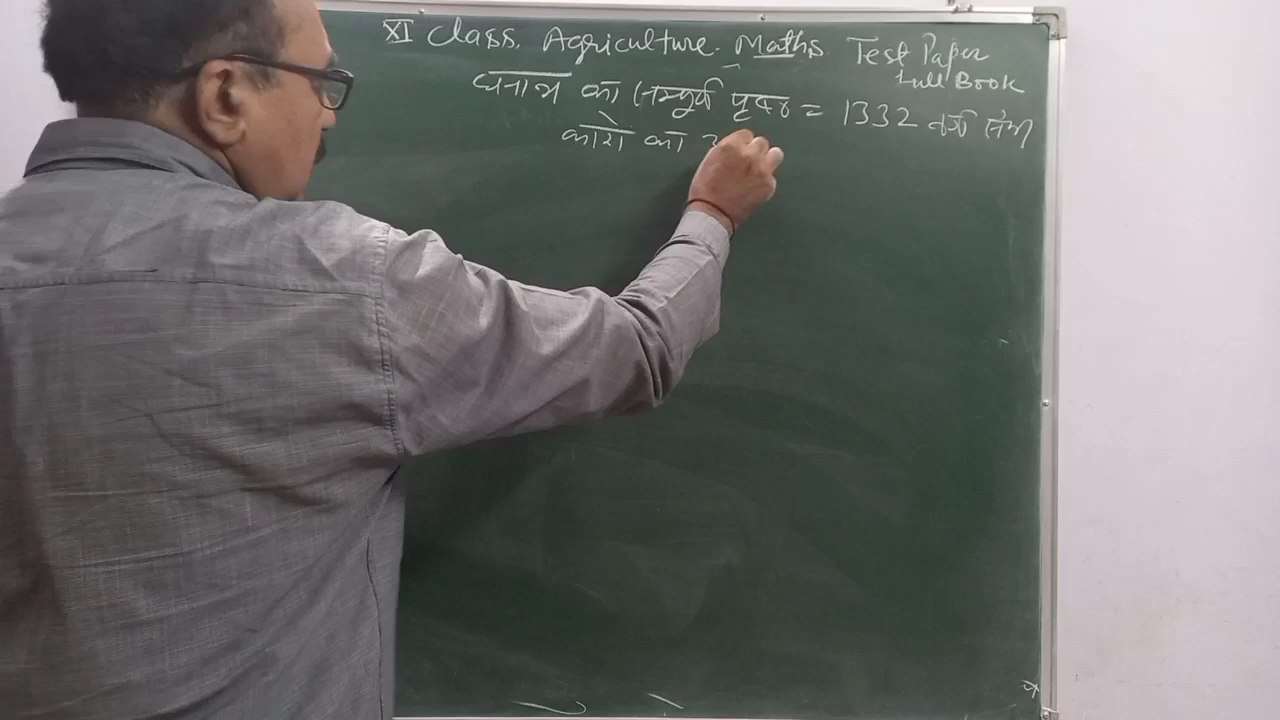 XI Class. Agriculture. Maths Test Paper
Full Book
घनाभ का सम्पूर्ण पृष्ठ = 1332 वर्ग सेमी
कोरों का